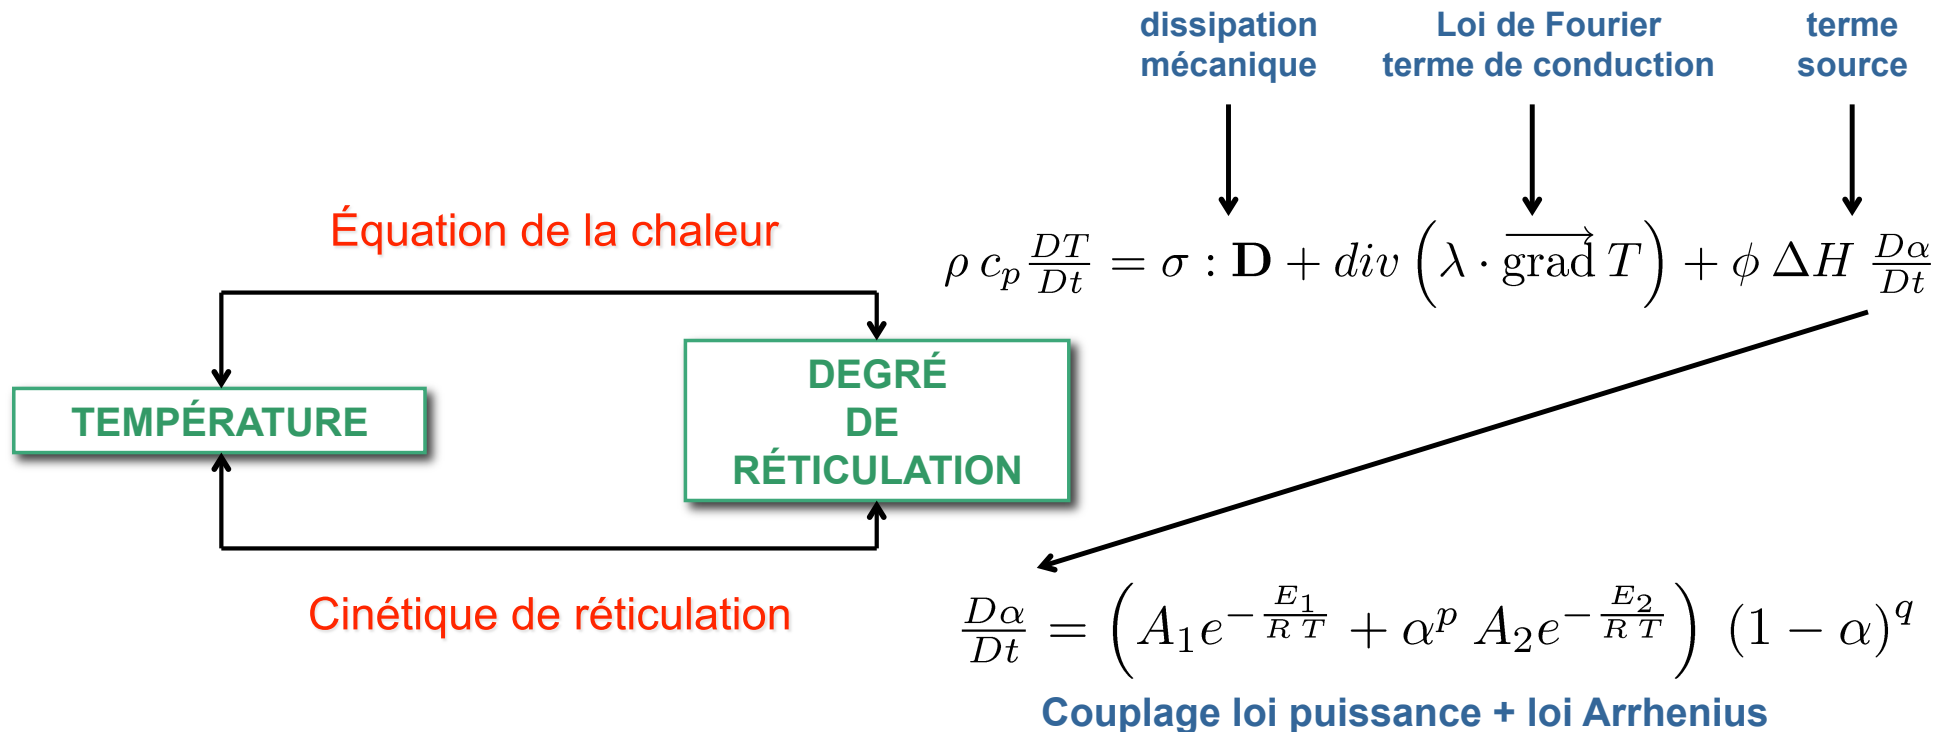 dissipation
mécanique
Loi de Fourier
terme de conduction
terme
source
Équation de la chaleur
ρ c_p DT/Dt = σ : D + div (λ · grad T) + φ ΔH Dα/Dt
TEMPÉRATURE
DEGRÉ
DE
RÉTICULATION
Cinétique de réticulation
Dα/Dt = (A₁e^{-E₁/(R T)} + α^p A₂e^{-E₂/(R T)}) (1 − α)^q
Couplage loi puissance + loi Arrhenius